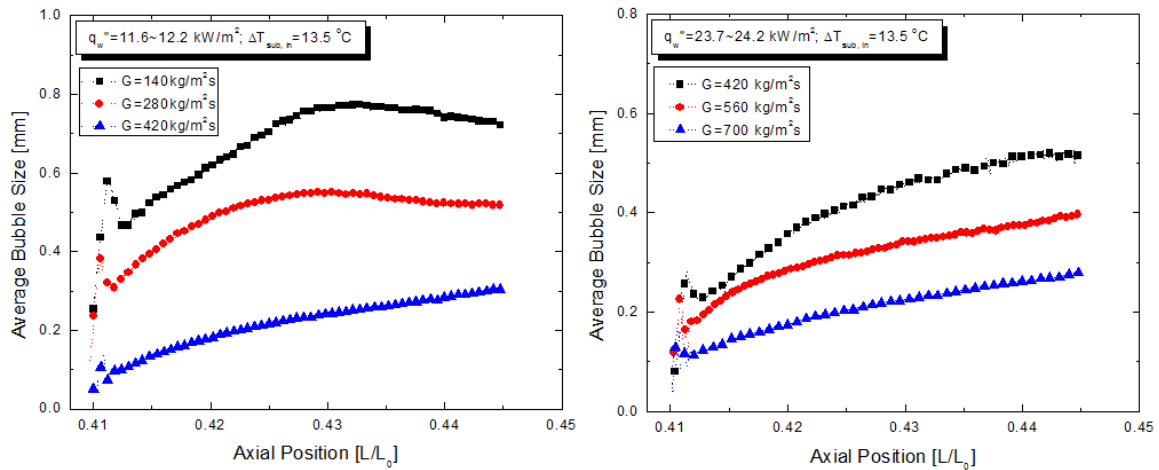 q_w"=11.6~12.2 kW/m²; ΔT_sub, in=13.5 °C
G=140kg/m²s
G=280kg/m²s
G=420kg/m²s
1.0
0.8
0.6
0.4
0.2
0.0
Average Bubble Size [mm]
0.41
0.42
0.43
0.44
0.45
Axial Position [L/L₀]
q_w"=23.7~24.2 kW/m²; ΔT_sub, in=13.5 °C
G=420 kg/m²s
G=560 kg/m²s
G=700 kg/m²s
0.8
0.6
0.4
0.2
0.0
Average Bubble Size [mm]
0.41
0.42
0.43
0.44
0.45
Axial Position [L/L₀]